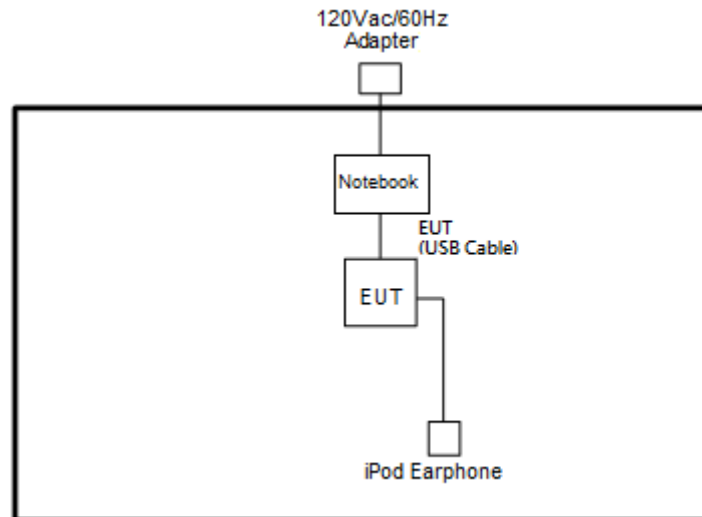 120Vac/60Hz
Adapter
Notebook
EUT
(USB Cable)
EUT
iPod Earphone